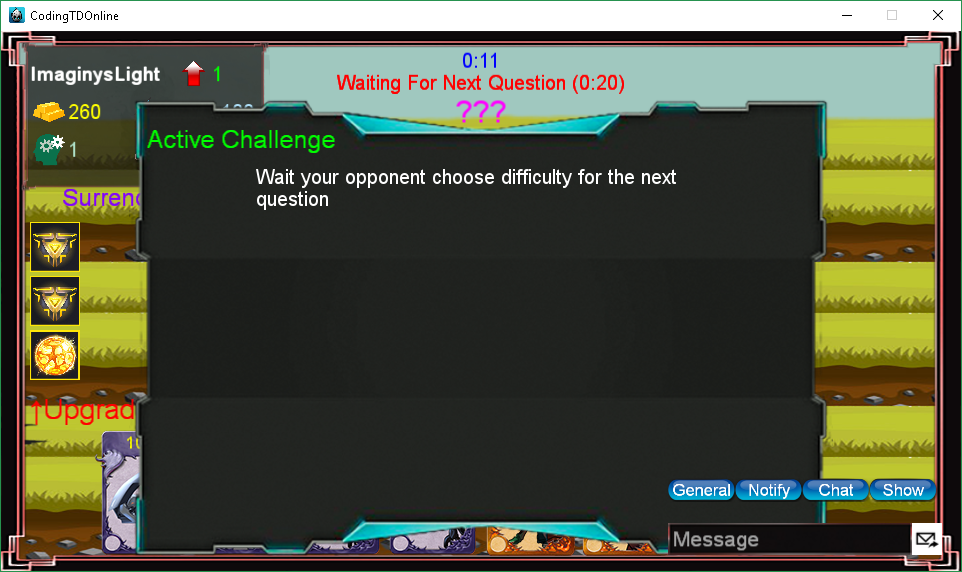 CodingTDOnline
ImaginysLight 1
0:11
Waiting For Next Question (0:20)
260
???
1
Active Challenge
Wait your opponent choose difficulty for the next
question
Surrend
↑Upgrad
General Notify Chat Show
Message